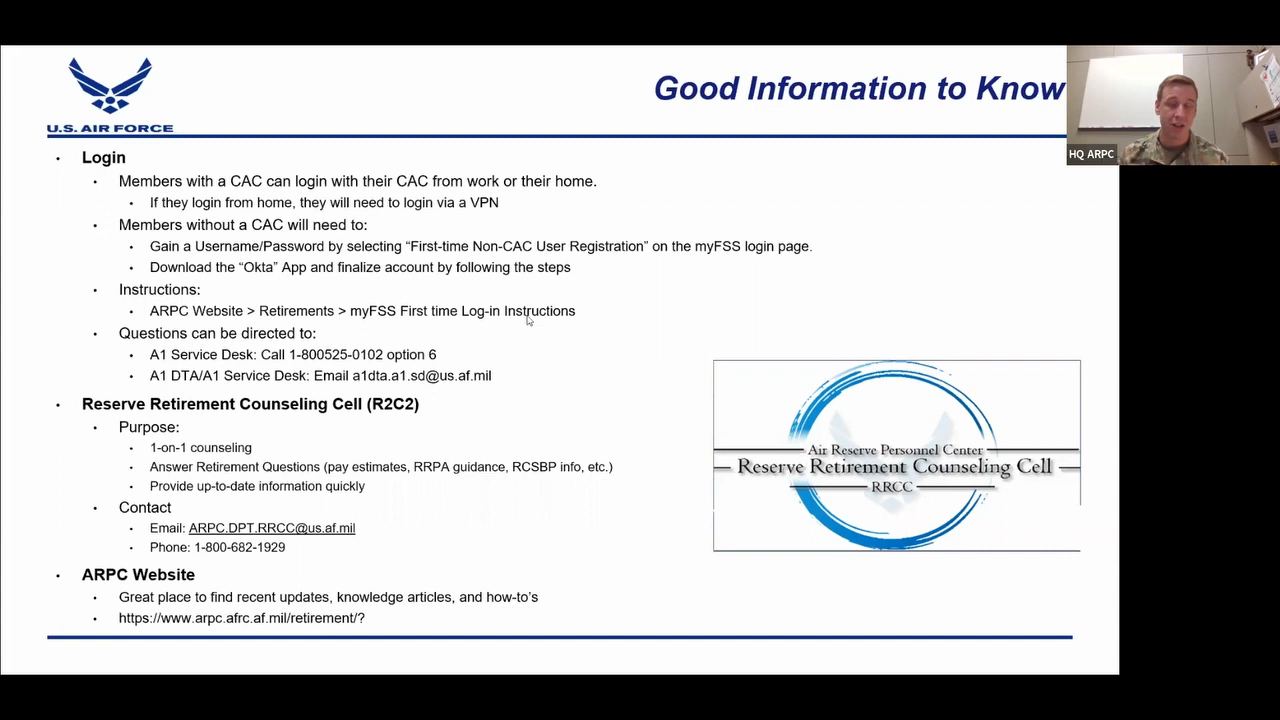 Good Information to Know
U.S. AIR FORCE
HQ ARPC
• Login
• Members with a CAC can login with their CAC from work or their home.
• If they login from home, they will need to login via a VPN
• Members without a CAC will need to:
• Gain a Username/Password by selecting “First-time Non-CAC User Registration” on the myFSS login page.
• Download the “Okta” App and finalize account by following the steps
• Instructions:
• ARPC Website > Retirements > myFSS First time Log-in Instructions
• Questions can be directed to:
• A1 Service Desk: Call 1-800525-0102 option 6
• A1 DTA/A1 Service Desk: Email a1dta.a1.sd@us.af.mil
• Reserve Retirement Counseling Cell (R2C2)
• Purpose:
• 1-on-1 counseling
• Answer Retirement Questions (pay estimates, RRPA guidance, RCSBP info, etc.)
• Provide up-to-date information quickly
• Contact
• Email: ARPC.DPT.RRCC@us.af.mil
• Phone: 1-800-682-1929
• ARPC Website
• Great place to find recent updates, knowledge articles, and how-to’s
• https://www.arpc.afrc.af.mil/retirement/?
Air Reserve Personnel Center
Reserve Retirement Counseling Cell
RRCC